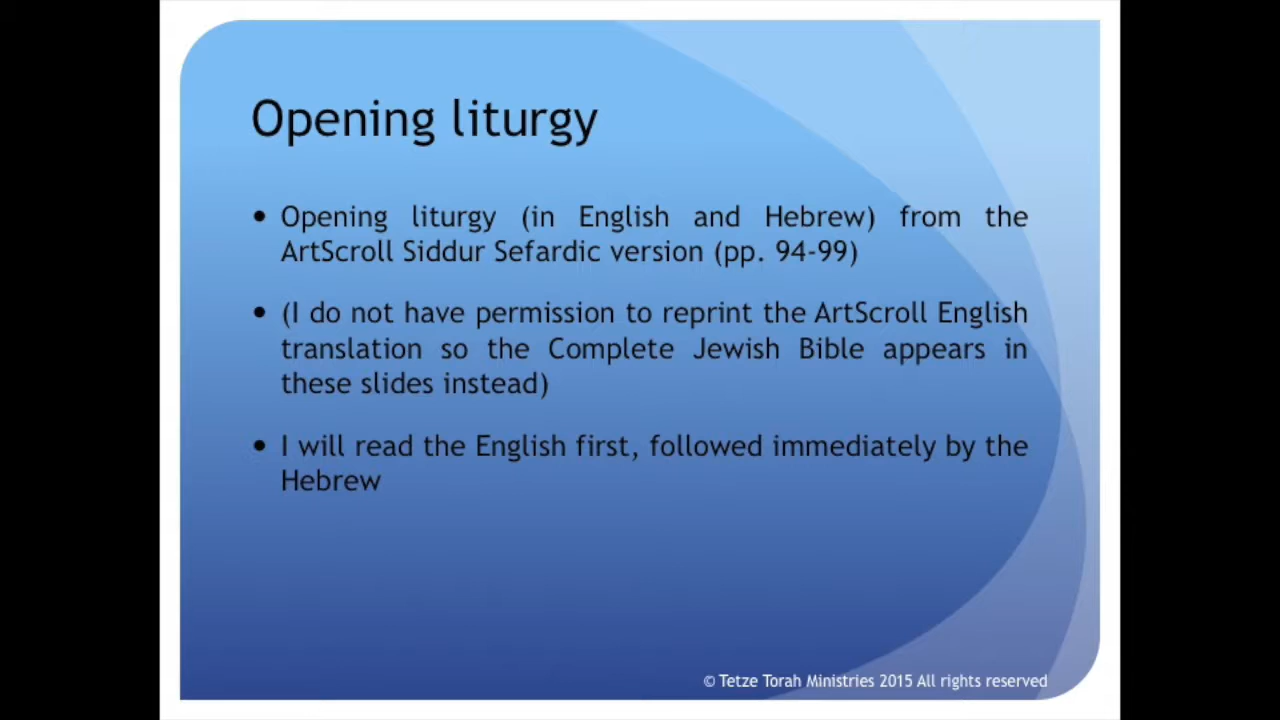 Opening liturgy
• Opening liturgy (in English and Hebrew) from the
ArtScroll Siddur Sefardic version (pp. 94-99)
• (I do not have permission to reprint the ArtScroll English
translation so the Complete Jewish Bible appears in
these slides instead)
• I will read the English first, followed immediately by the
Hebrew
© Tetze Torah Ministries 2015 All rights reserved